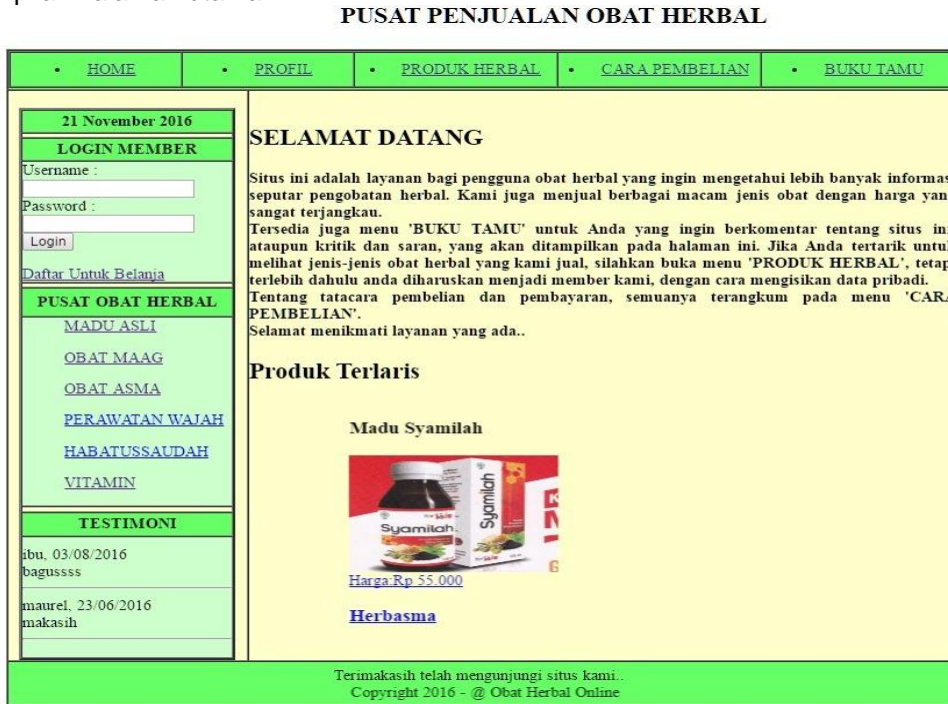 PUSAT PENJUALAN OBAT HERBAL
• HOME • PROFIL • PRODUK HERBAL • CARA PEMBELIAN • BUKU TAMU
21 November 2016
LOGIN MEMBER
Username :
Password :
Login
Daftar Untuk Belanja
PUSAT OBAT HERBAL
MADU ASLI
OBAT MAAG
OBAT ASMA
PERAWATAN WAJAH
HABATUSSAUDAH
VITAMIN
TESTIMONI
ibu, 03/08/2016
bagussss
maurel, 23/06/2016
makasih
SELAMAT DATANG
Situs ini adalah layanan bagi pengguna obat herbal yang ingin mengetahui lebih banyak informas
seputar pengobatan herbal. Kami juga menjual berbagai macam jenis obat dengan harga yan
sangat terjangkau.
Tersedia juga menu 'BUKU TAMU' untuk Anda yang ingin berkomentar tentang situs in
ataupun kritik dan saran, yang akan ditampilkan pada halaman ini. Jika Anda tertarik untu
melihat jenis-jenis obat herbal yang kami jual, silahkan buka menu 'PRODUK HERBAL', tetap
terlebih dahulu anda diharuskan menjadi member kami, dengan cara mengisikan data pribadi.
Tentang tatacara pembelian dan pembayaran, semuanya terangkum pada menu 'CARA
PEMBELIAN'.
Selamat menikmati layanan yang ada..
Produk Terlaris
Madu Syamilah
Syamilah
Syamilah
Harga:Rp 55.000
Herbasma
Terimakasih telah mengunjungi situs kami..
Copyright 2016 - @ Obat Herbal Online